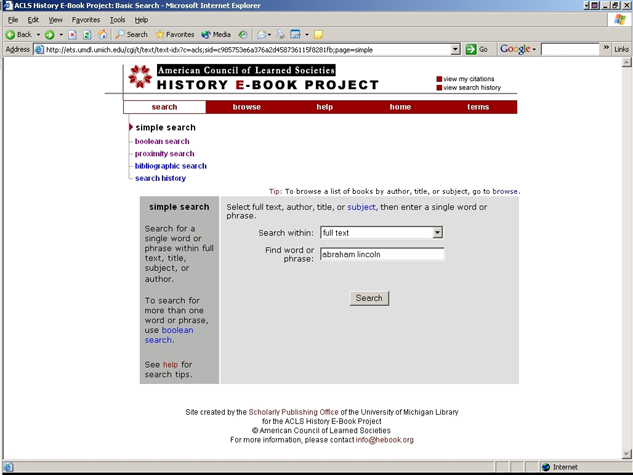 ACLS History E-Book Project: Basic Search - Microsoft Internet Explorer
File Edit View Favorites Tools Help
Back Search Favorites Media
Address http://ets.umdl.umich.edu/cgi/t/text/text-idx?c=acls;sid=c985753e6a376a2d458736115f8281fb;page=simple Go Google Links
American Council of Learned Societies
HISTORY E-BOOK PROJECT
view my citations
view search history
search browse help home terms
simple search
boolean search
proximity search
bibliographic search
search history
Tip: To browse a list of books by author, title, or subject, go to browse.
simple search
Search for a
single word or
phrase within full
text, title,
subject, or
author.
To search for
more than one
word or phrase,
use boolean
search.
See help for
search tips.
Select full text, author, title, or subject, then enter a single word or
phrase.
Search within: full text
Find word or
phrase: abraham lincoln
Search
Site created by the Scholarly Publishing Office of the University of Michigan Library
for the ACLS History E-Book Project
© American Council of Learned Societies
For more information, please contact info@hebook.org
Internet